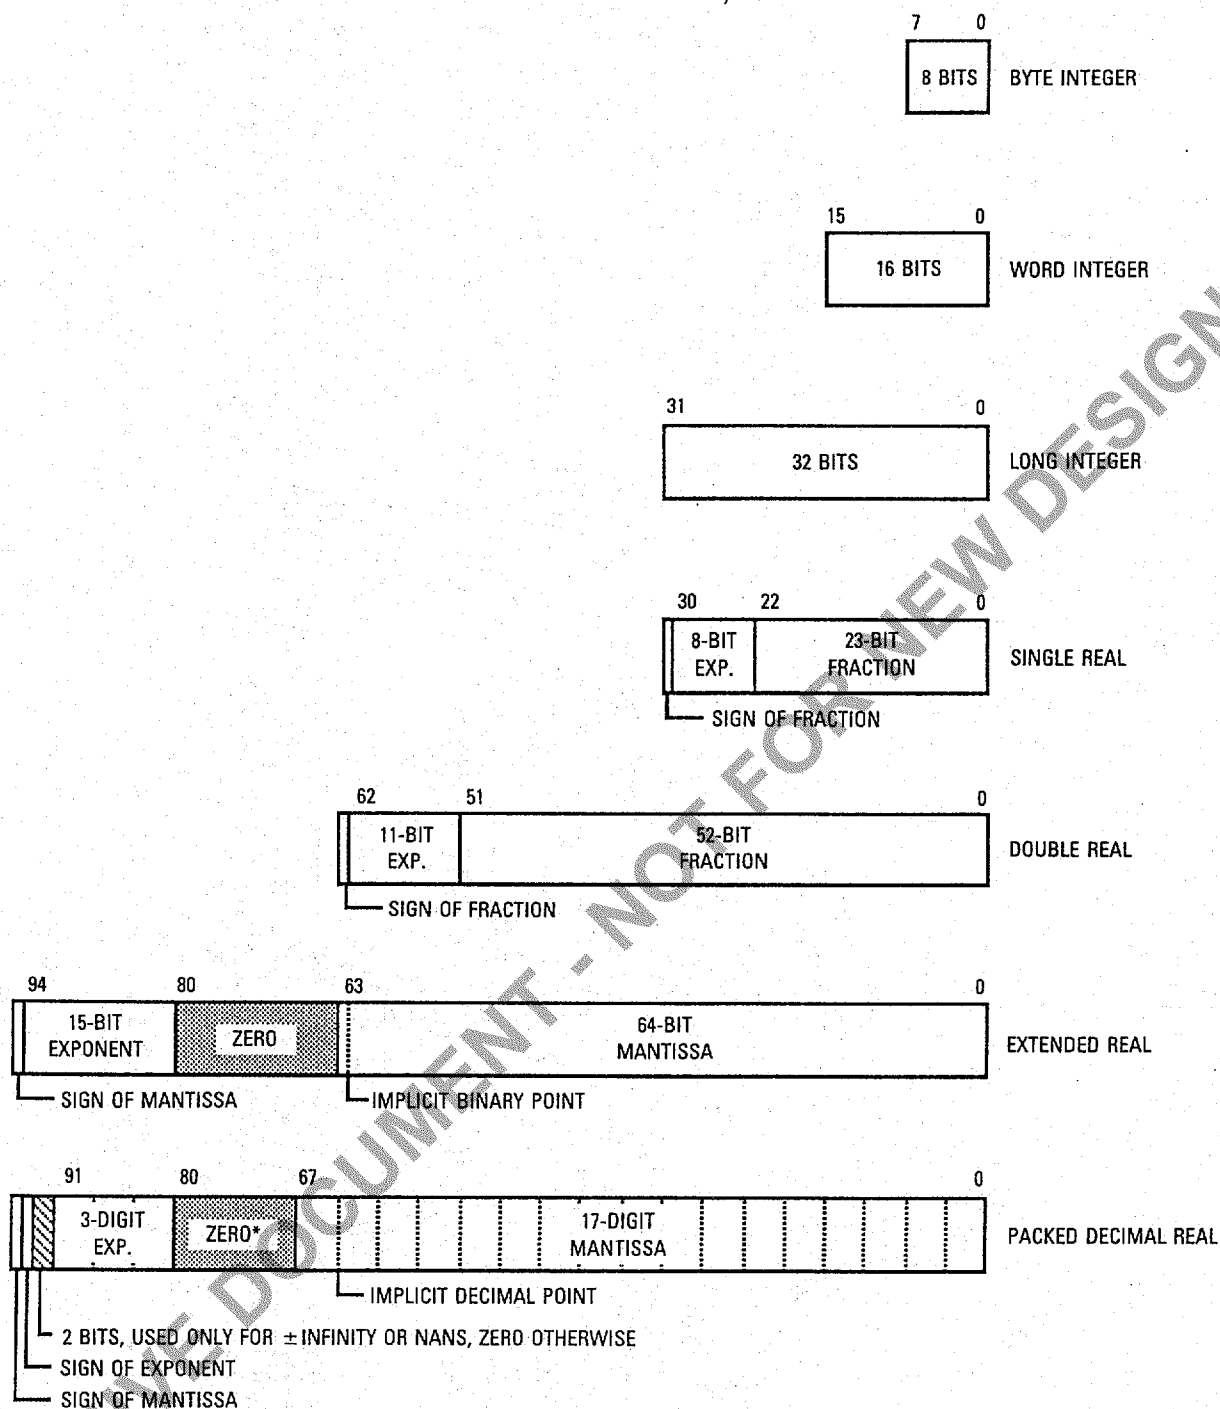 7 0
8 BITS BYTE INTEGER
15 0
16 BITS WORD INTEGER
31 0
32 BITS LONG INTEGER
30 22 0
8-BIT EXP. 23-BIT FRACTION SINGLE REAL
SIGN OF FRACTION
62 51 0
11-BIT EXP. 52-BIT FRACTION DOUBLE REAL
SIGN OF FRACTION
94 80 63 0
15-BIT EXPONENT ZERO 64-BIT MANTISSA EXTENDED REAL
SIGN OF MANTISSA IMPLICIT BINARY POINT
91 80 67 0
3-DIGIT EXP. ZERO* 17-DIGIT MANTISSA PACKED DECIMAL REAL
IMPLICIT DECIMAL POINT
2 BITS, USED ONLY FOR ± INFINITY OR NANS, ZERO OTHERWISE
SIGN OF EXPONENT
SIGN OF MANTISSA
DOCUMENT - NOT FOR NEW DESIGN